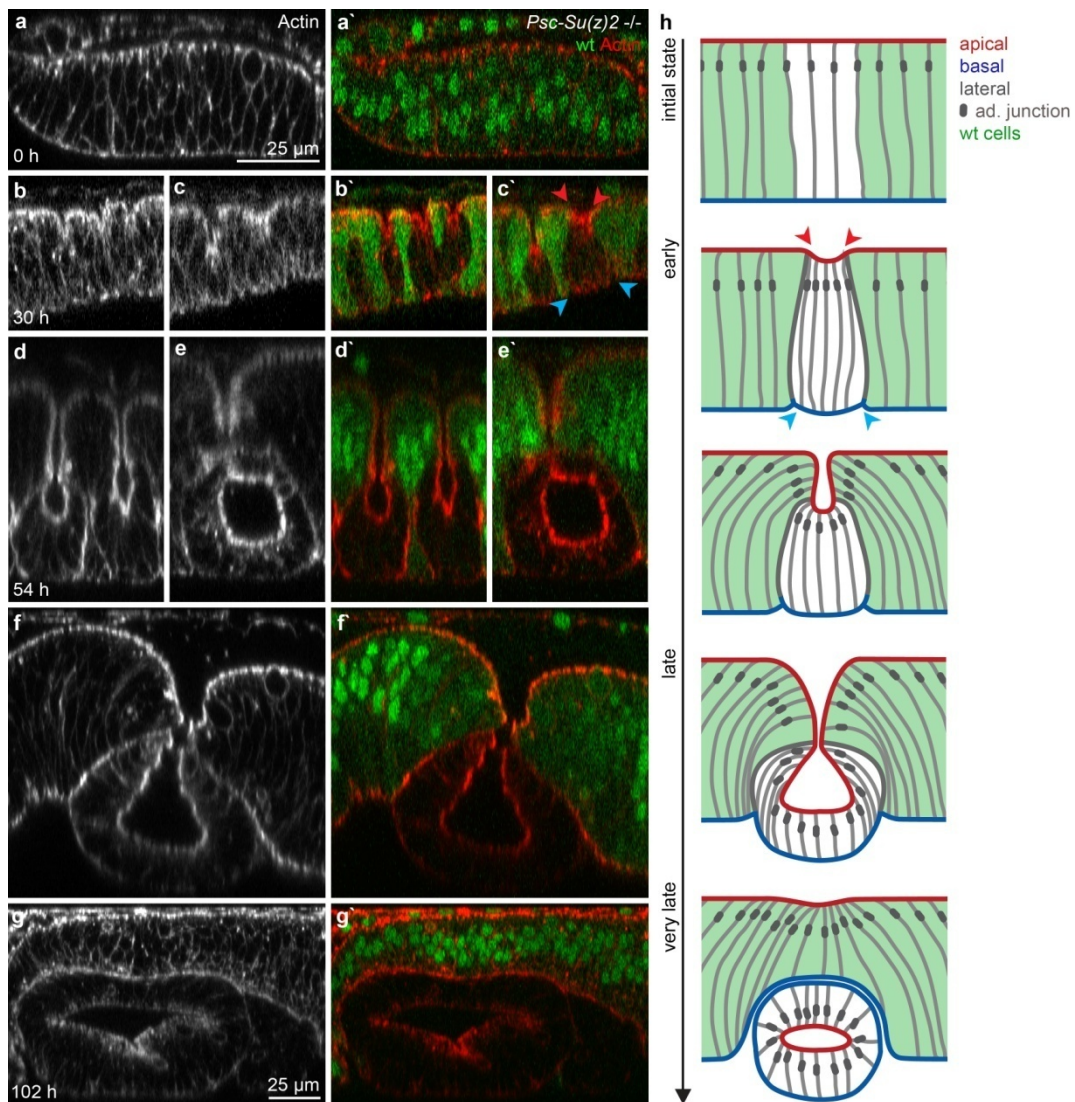 a
Actin
0 h
25 µm
a`
Psc-Su(z)2 -/-
wt Actin
b
30 h
c
b`
c`
d
54 h
e
d`
e`
f
f`
g
102 h
25 µm
g`
h
intial state
early
late
very late
apical
basal
lateral
ad. junction
wt cells